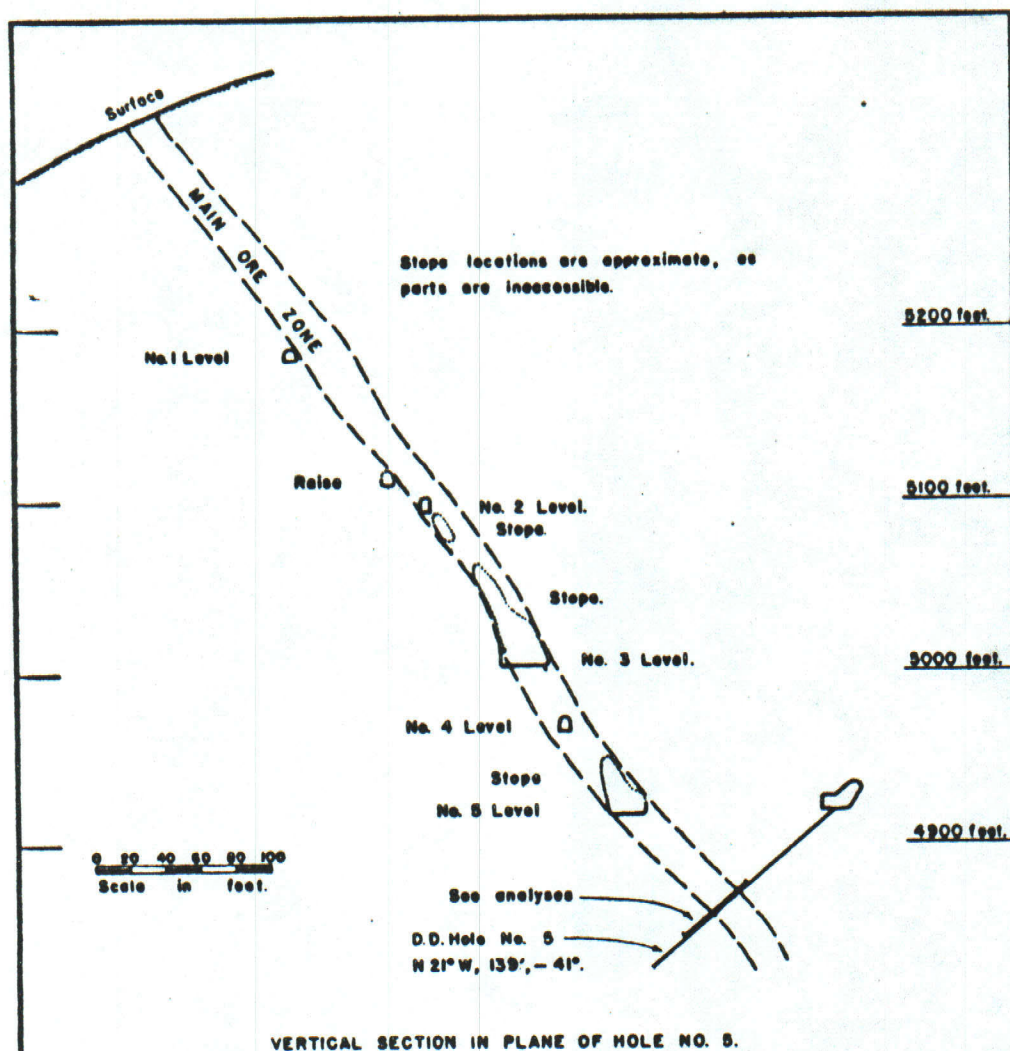 Surface
MAIN ORE ZONE
Stope locations are approximate, as
parts are inaccessible.
5200 feet.
No. 1 Level
Raise
5100 feet.
No. 2 Level.
Stope.
Stope.
No. 3 Level.
5000 feet.
No. 4 Level
Stope
No. 5 Level
4900 feet.
0 20 40 60 80 100
Scale in feet.
See analyses
D.D. Hole No. 5
N 21° W, 139', -41°.
VERTICAL SECTION IN PLANE OF HOLE NO. 5.